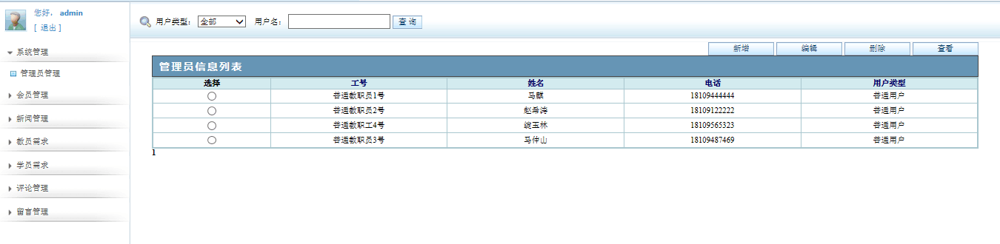 您好， admin
[ 退出 ]
系统管理
管理员管理
会员管理
新闻管理
教员需求
学员需求
评论管理
留言管理
用户类型： 全部 用户名： 查 询
新增 编辑 删除 查看
管理员信息列表
选择 工号 姓名 电话 用户类型
普通教职员1号 马麒 18109444444 普通用户
普通教职员2号 赵希涛 18109122222 普通用户
普通教职工4号 绽玉林 18109565323 普通用户
普通教职员3号 马仲山 18109487469 普通用户
1